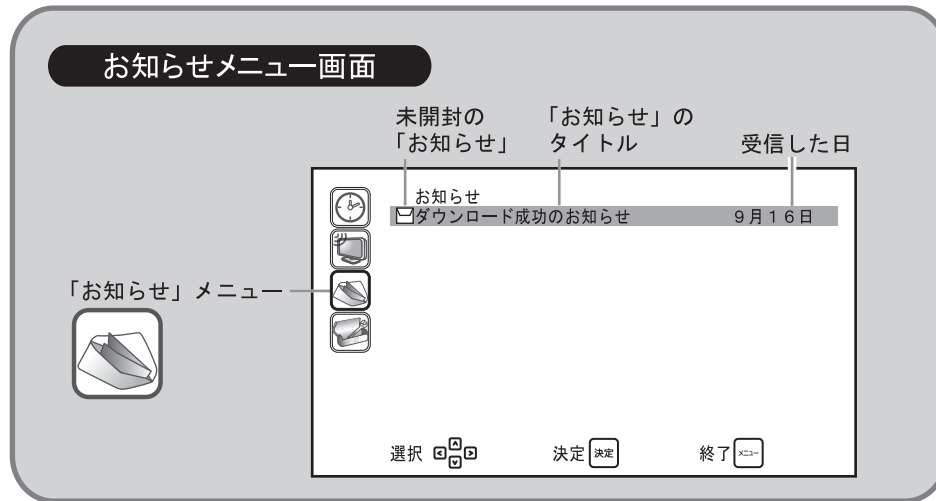 お知らせメニュー画面
未開封の
「お知らせ」
「お知らせ」の
タイトル
受信した日
お知らせ
ダウンロード成功のお知らせ 9月16日
「お知らせ」メニュー
選択 決定 決定 終了 メニュー